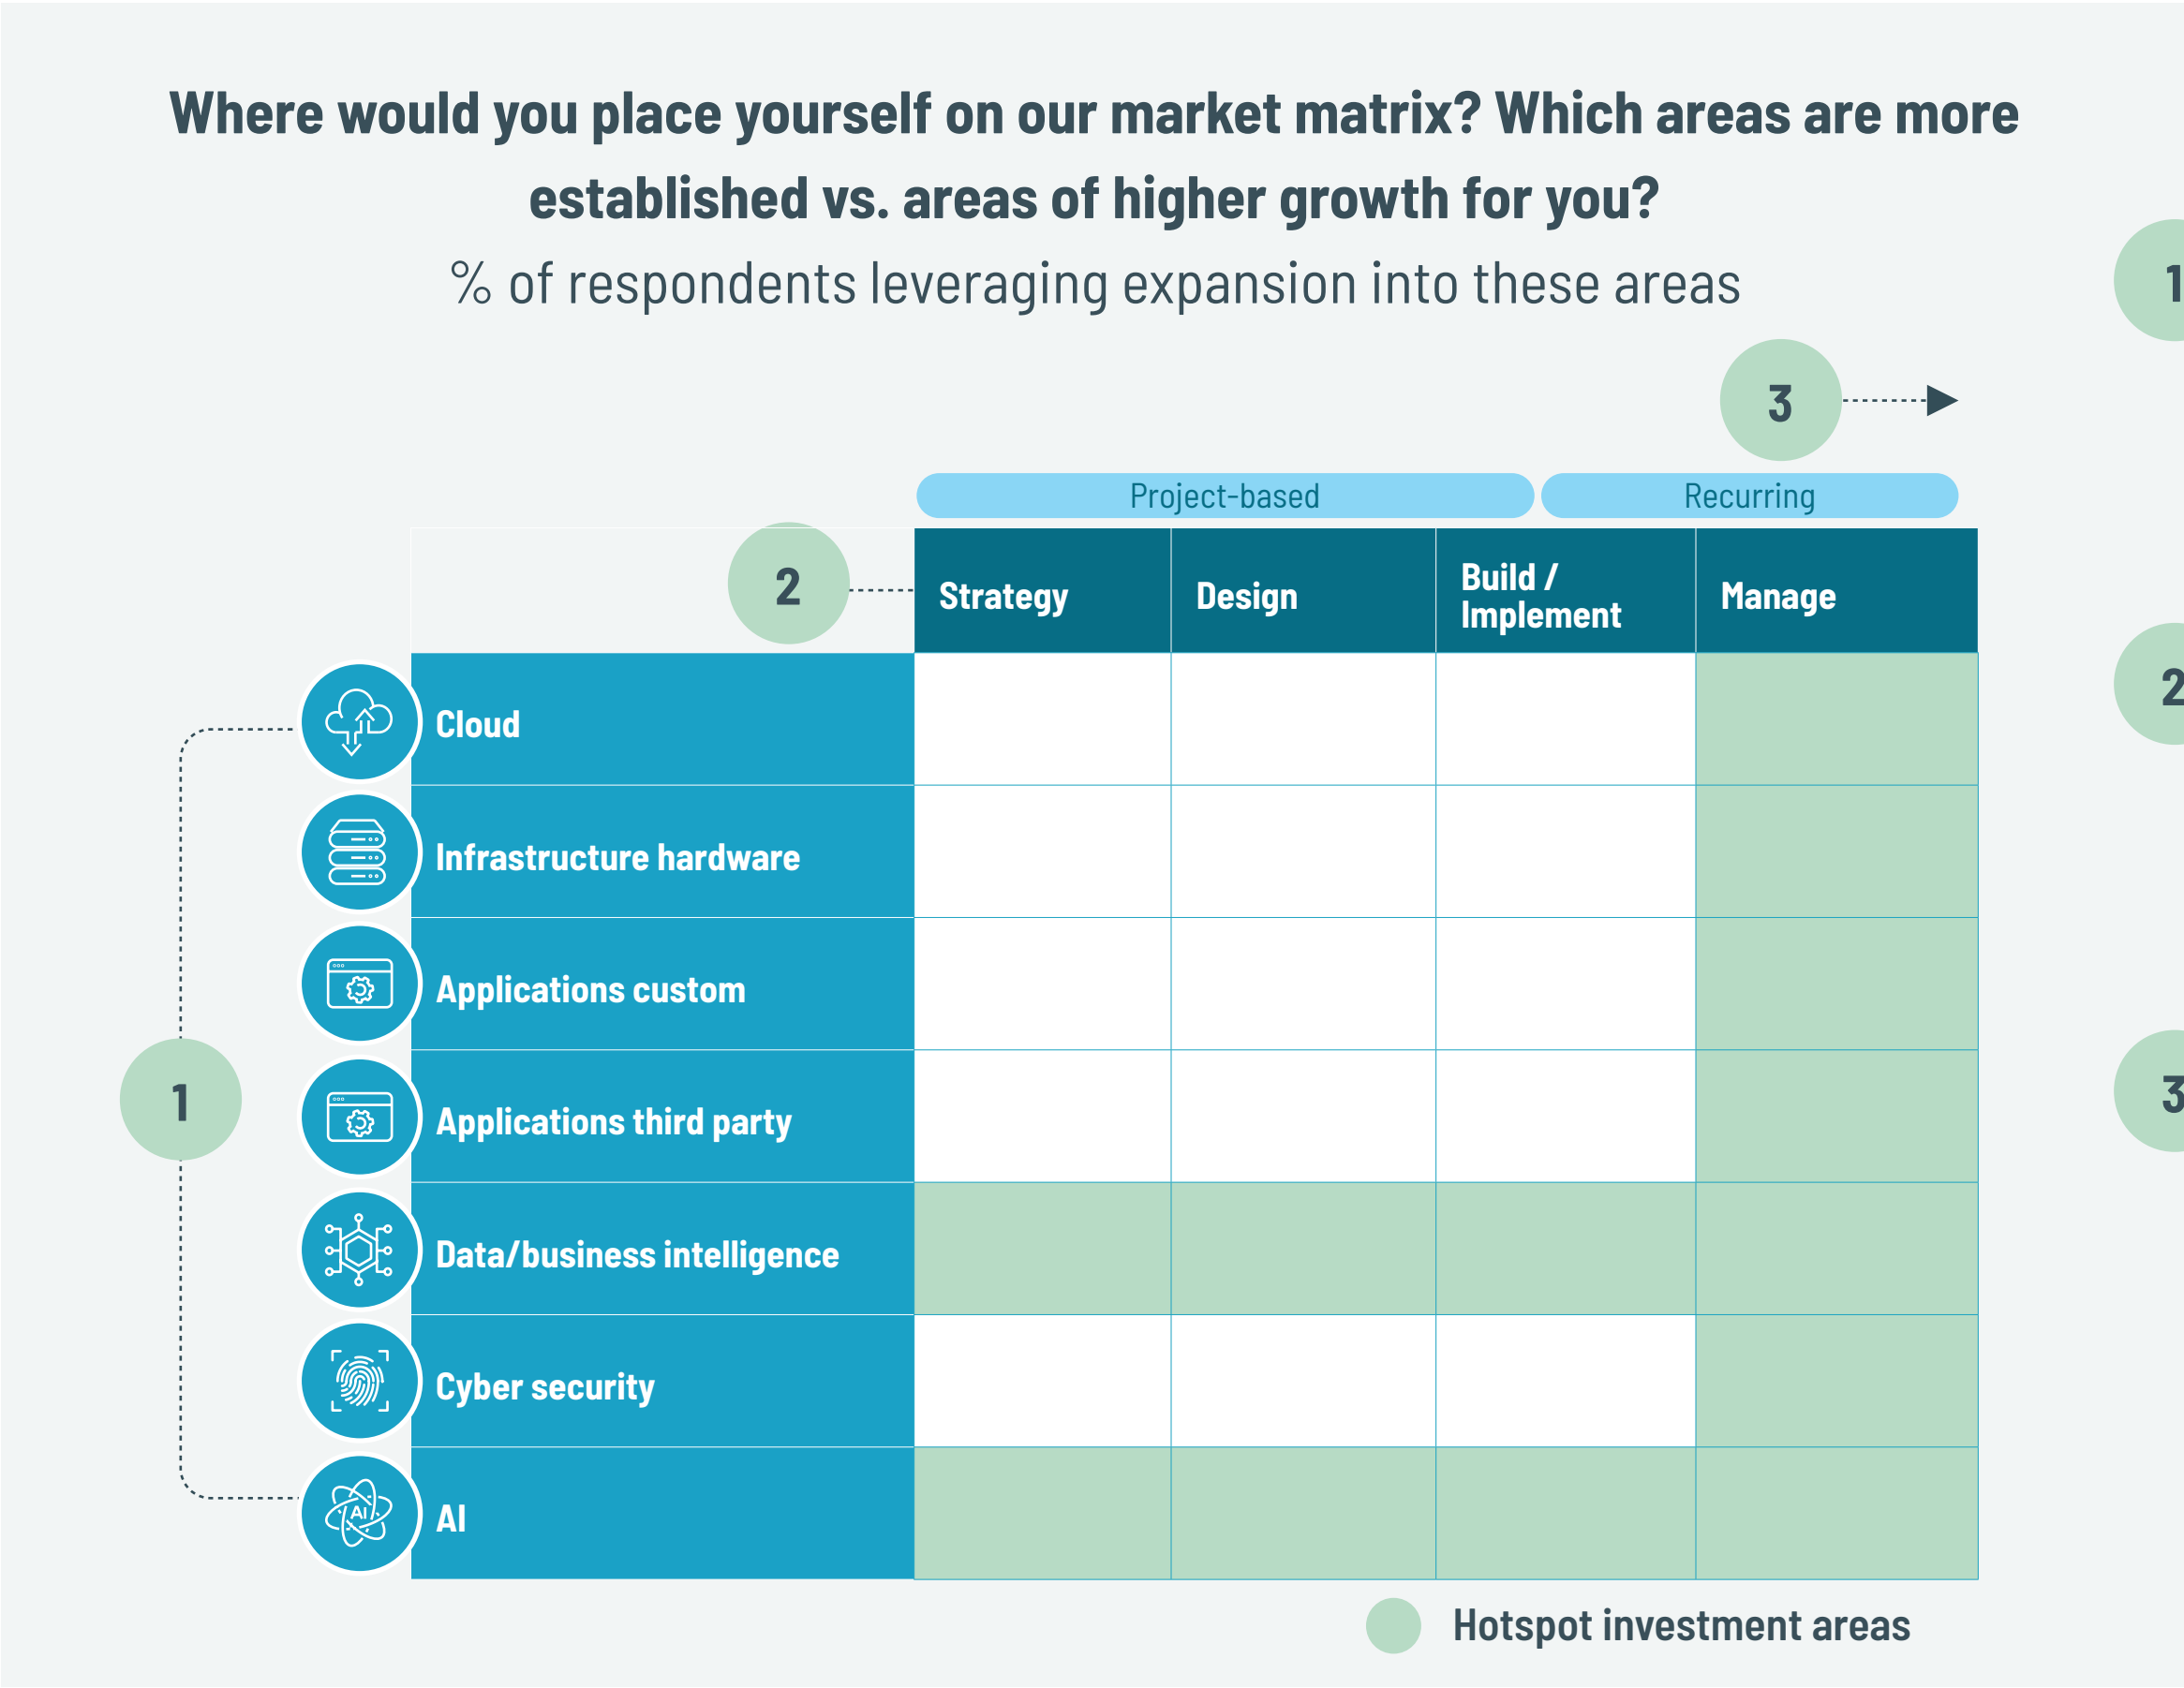 Where would you place yourself on our market matrix? Which areas are more
established vs. areas of higher growth for you?
% of respondents leveraging expansion into these areas
1
3
Project-based
Recurring
2
Strategy
Design
Build /
Implement
Manage
2
Cloud
Infrastructure hardware
Applications custom
1
3
Applications third party
Data/business intelligence
Cyber security
AI
AI
Hotspot investment areas